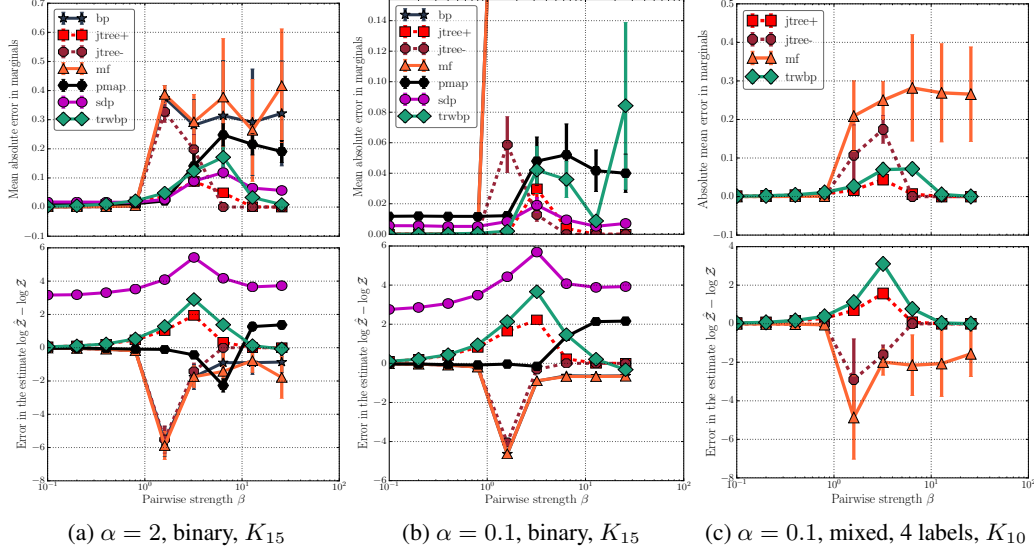 0.7
0.6
0.5
0.4
0.3
0.2
0.1
0.0
−0.1
Mean absolute error in marginals
bp
jtree+
jtree-
mf
pmap
sdp
trwbp
0.14
0.12
0.10
0.08
0.06
0.04
0.02
0.00
Mean absolute error in marginals
bp
jtree+
jtree-
mf
pmap
sdp
trwbp
0.5
0.4
0.3
0.2
0.1
0.0
−0.1
Absolute mean error in marginals
jtree+
jtree-
mf
trwbp
6
4
2
0
−2
−4
−6
−8
Error in the estimate log Ẑ − log Z
10⁻¹ 10⁰ 10¹ 10²
Pairwise strength β
6
4
2
0
−2
−4
−6
Error in the estimate log Ẑ − log Z
10⁻¹ 10⁰ 10¹ 10²
Pairwise strength β
4
2
0
−2
−4
−6
−8
Error in the estimate log Ẑ − log Z
10⁻¹ 10⁰ 10¹ 10²
Pairwise strength β
(a) α = 2, binary, K₁₅
(b) α = 0.1, binary, K₁₅
(c) α = 0.1, mixed, 4 labels, K₁₀